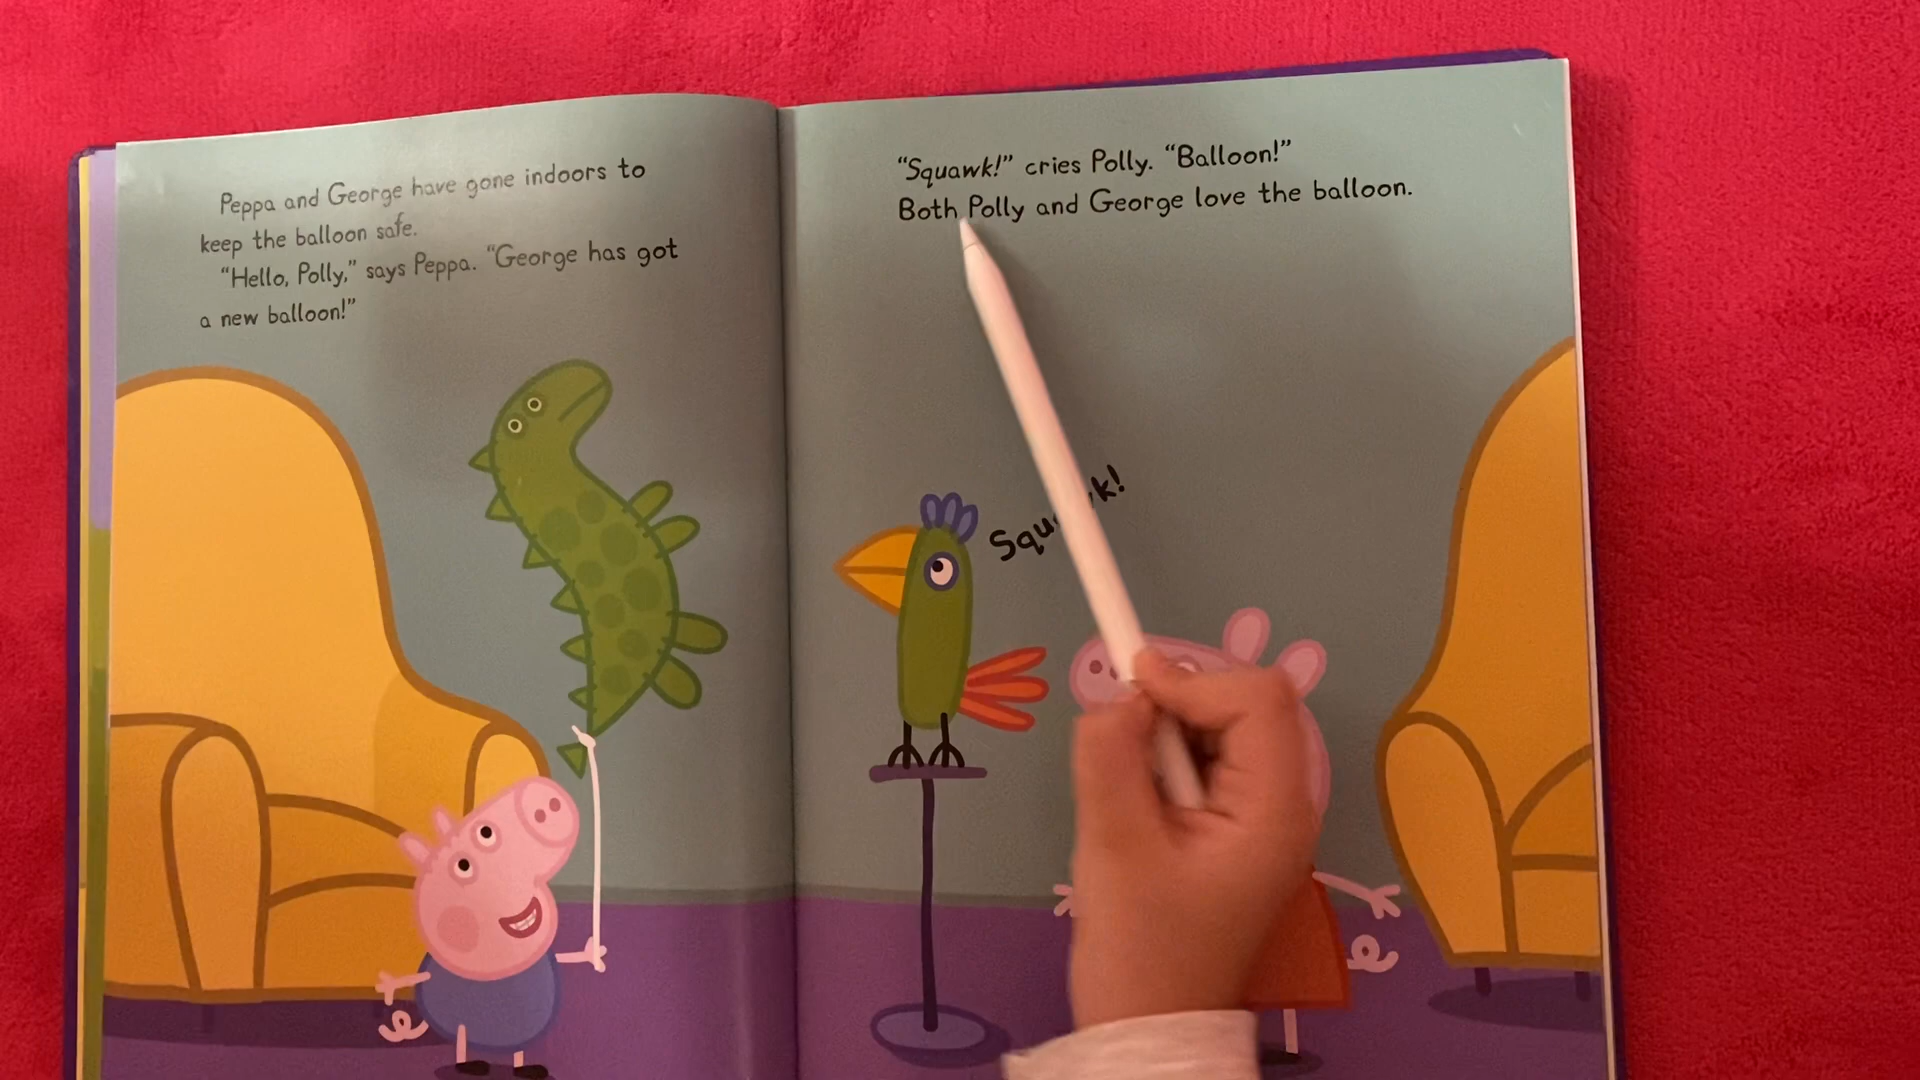 Peppa and George have gone indoors to
keep the balloon safe.
“Hello, Polly,” says Peppa. “George has got
a new balloon!”
“Squawk!” cries Polly. “Balloon!”
Both Polly and George love the balloon.